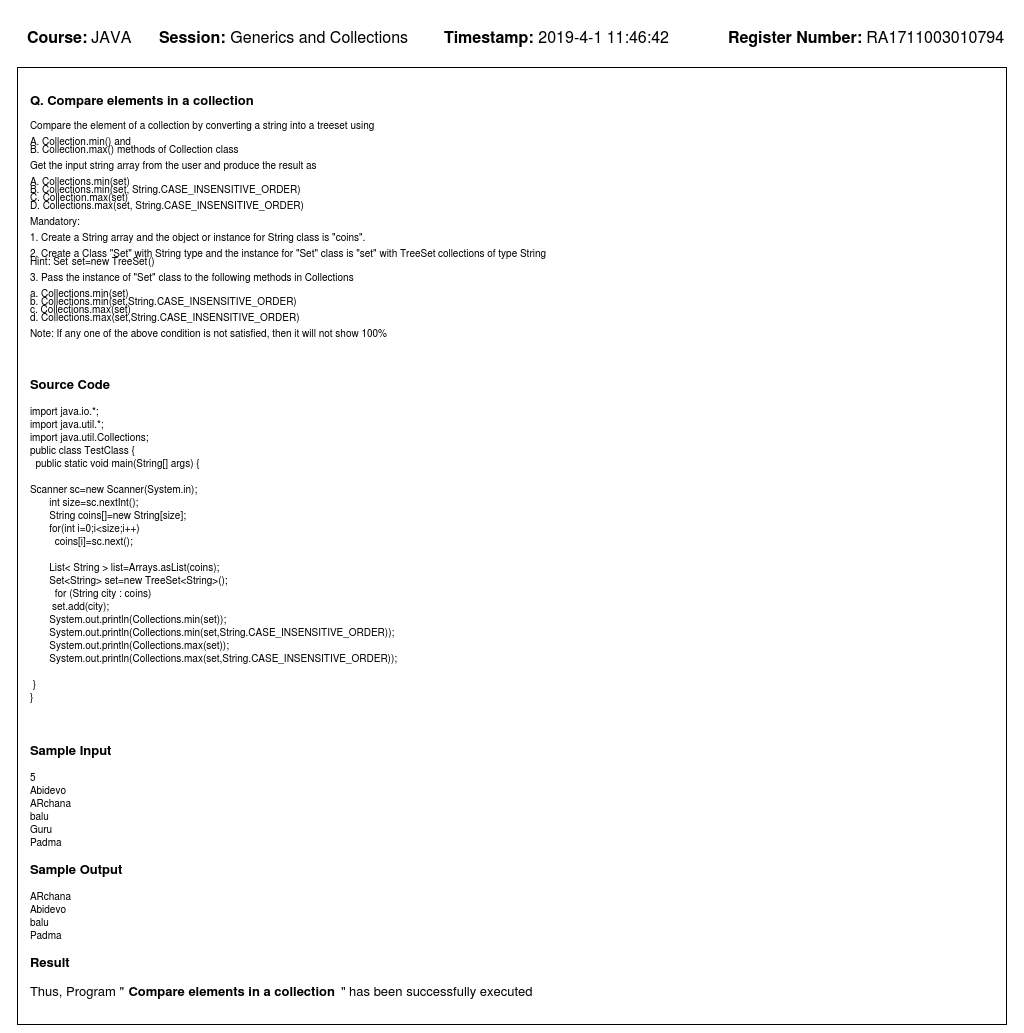 Course: JAVA Session: Generics and Collections Timestamp: 2019-4-1 11:46:42 Register Number: RA1711003010794
Q. Compare elements in a collection
Compare the element of a collection by converting a string into a treeset using
A. Collection.min() and
B. Collection.max() methods of Collection class
Get the input string array from the user and produce the result as
A. Collections.min(set)
B. Collections.min(set, String.CASE_INSENSITIVE_ORDER)
C. Collection.max(set)
D. Collections.max(set, String.CASE_INSENSITIVE_ORDER)
Mandatory:
1. Create a String array and the object or instance for String class is "coins".
2. Create a Class "Set" with String type and the instance for "Set" class is "set" with TreeSet collections of type String
Hint: Set set=new TreeSet()
3. Pass the instance of "Set" class to the following methods in Collections
a. Collections.min(set)
b. Collections.min(set,String.CASE_INSENSITIVE_ORDER)
c. Collections.max(set)
d. Collections.max(set,String.CASE_INSENSITIVE_ORDER)
Note: If any one of the above condition is not satisfied, then it will not show 100%
Source Code
import java.io.*;
import java.util.*;
import java.util.Collections;
public class TestClass {
public static void main(String[] args) {
Scanner sc=new Scanner(System.in);
int size=sc.nextInt();
String coins[]=new String[size];
for(int i=0;i<size;i++)
coins[i]=sc.next();
List< String > list=Arrays.asList(coins);
Set<String> set=new TreeSet<String>();
for (String city : coins)
set.add(city);
System.out.println(Collections.min(set));
System.out.println(Collections.min(set,String.CASE_INSENSITIVE_ORDER));
System.out.println(Collections.max(set));
System.out.println(Collections.max(set,String.CASE_INSENSITIVE_ORDER));
}
}
Sample Input
5
Abidevo
ARchana
balu
Guru
Padma
Sample Output
ARchana
Abidevo
balu
Padma
Result
Thus, Program " Compare elements in a collection " has been successfully executed